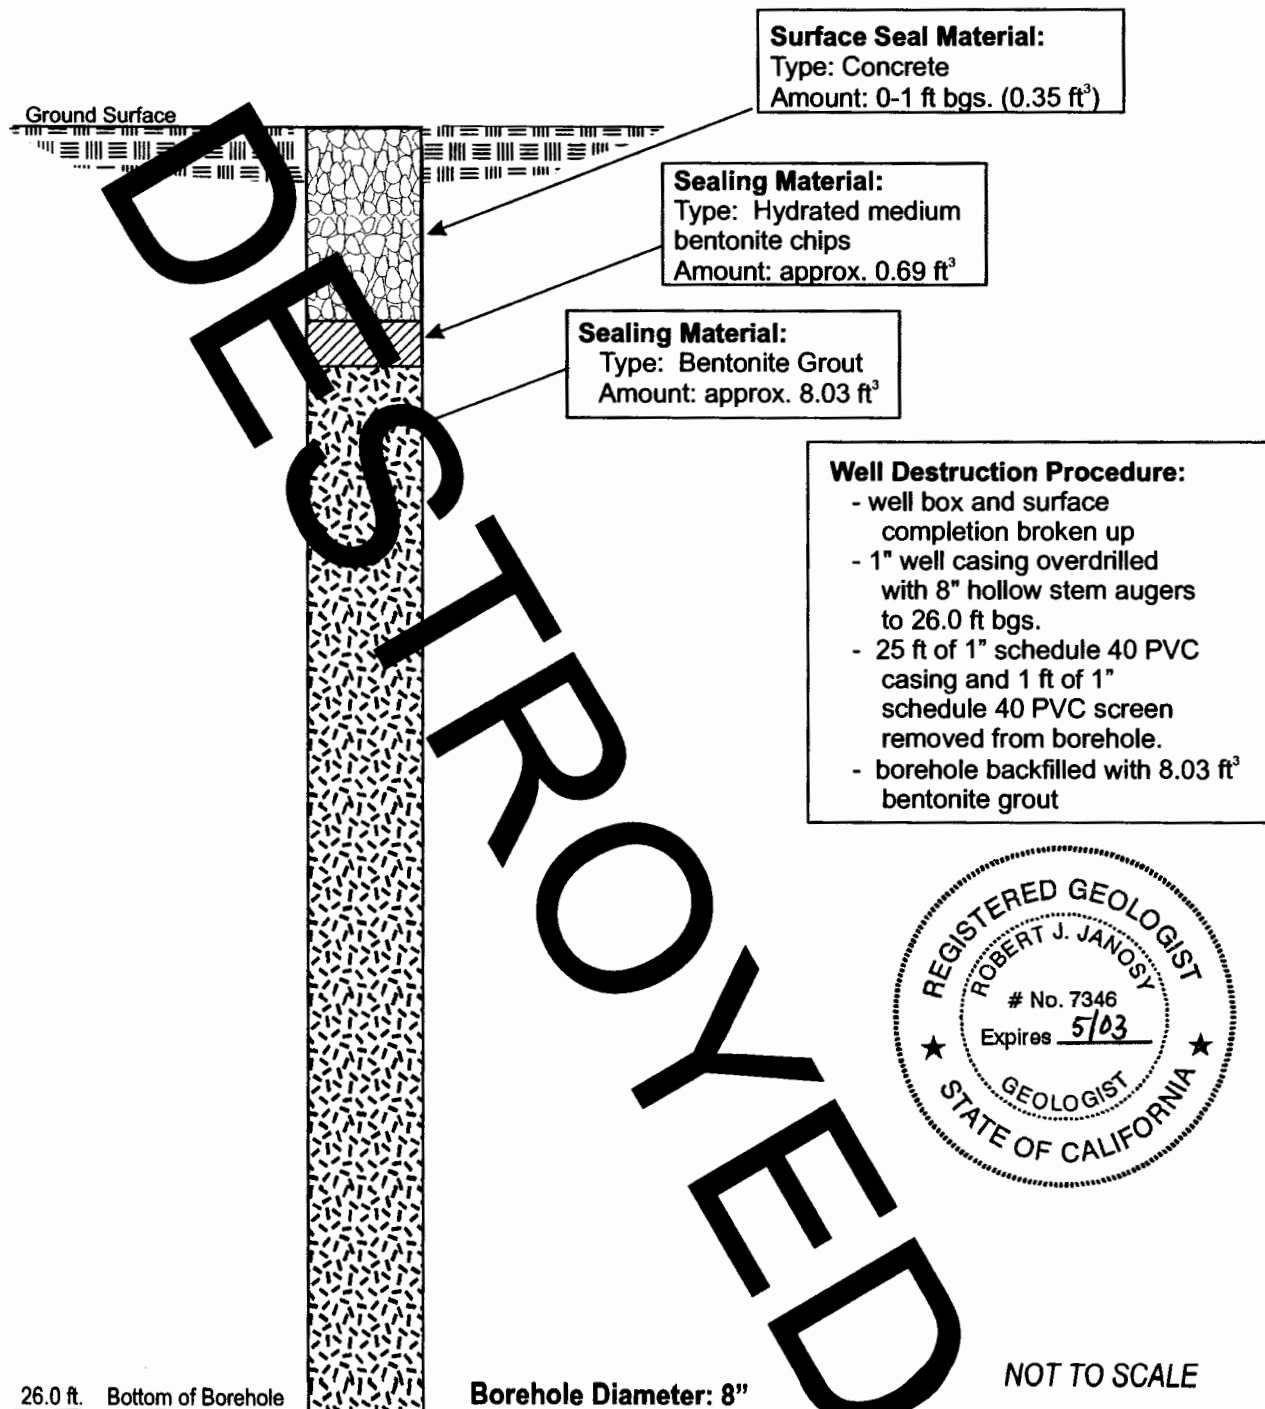 Surface Seal Material:
Type: Concrete
Amount: 0-1 ft bgs. (0.35 ft³)
Ground Surface
Sealing Material:
Type: Hydrated medium
bentonite chips
Amount: approx. 0.69 ft³
Sealing Material:
Type: Bentonite Grout
Amount: approx. 8.03 ft³
Well Destruction Procedure:
- well box and surface
completion broken up
- 1" well casing overdrilled
with 8" hollow stem augers
to 26.0 ft bgs.
- 25 ft of 1" schedule 40 PVC
casing and 1 ft of 1"
schedule 40 PVC screen
removed from borehole.
- borehole backfilled with 8.03 ft³
bentonite grout
DESTROYED
REGISTERED GEOLOGIST
ROBERT J. JANOSY
# No. 7346
Expires 5/03
GEOLOGIST
STATE OF CALIFORNIA
NOT TO SCALE
26.0 ft. Bottom of Borehole
Borehole Diameter: 8"